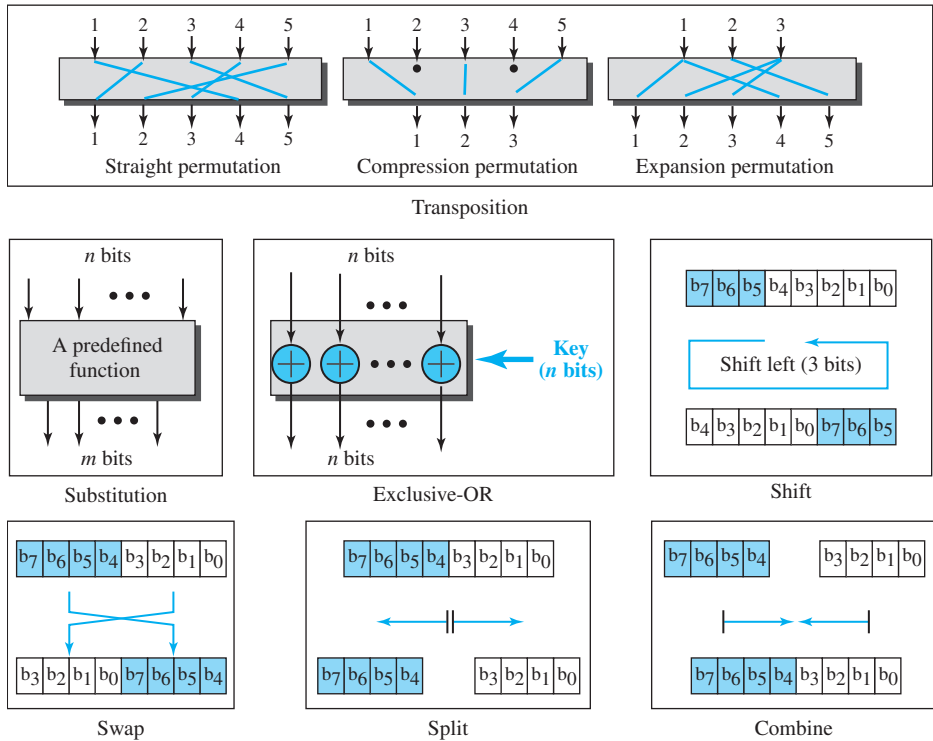 1 2 3 4 5 1 2 3 4 5 1 2 3
1 2 3 4 5 1 2 3 1 2 3 4 5
Straight permutation Compression permutation Expansion permutation
Transposition
n bits
A predefined
function
m bits
Substitution
n bits
Key
(n bits)
n bits
Exclusive-OR
b7 b6 b5 b4 b3 b2 b1 b0
Shift left (3 bits)
b4 b3 b2 b1 b0 b7 b6 b5
Shift
b7 b6 b5 b4 b3 b2 b1 b0
b3 b2 b1 b0 b7 b6 b5 b4
Swap
b7 b6 b5 b4 b3 b2 b1 b0
b7 b6 b5 b4 b3 b2 b1 b0
Split
b7 b6 b5 b4 b3 b2 b1 b0
b7 b6 b5 b4 b3 b2 b1 b0
Combine